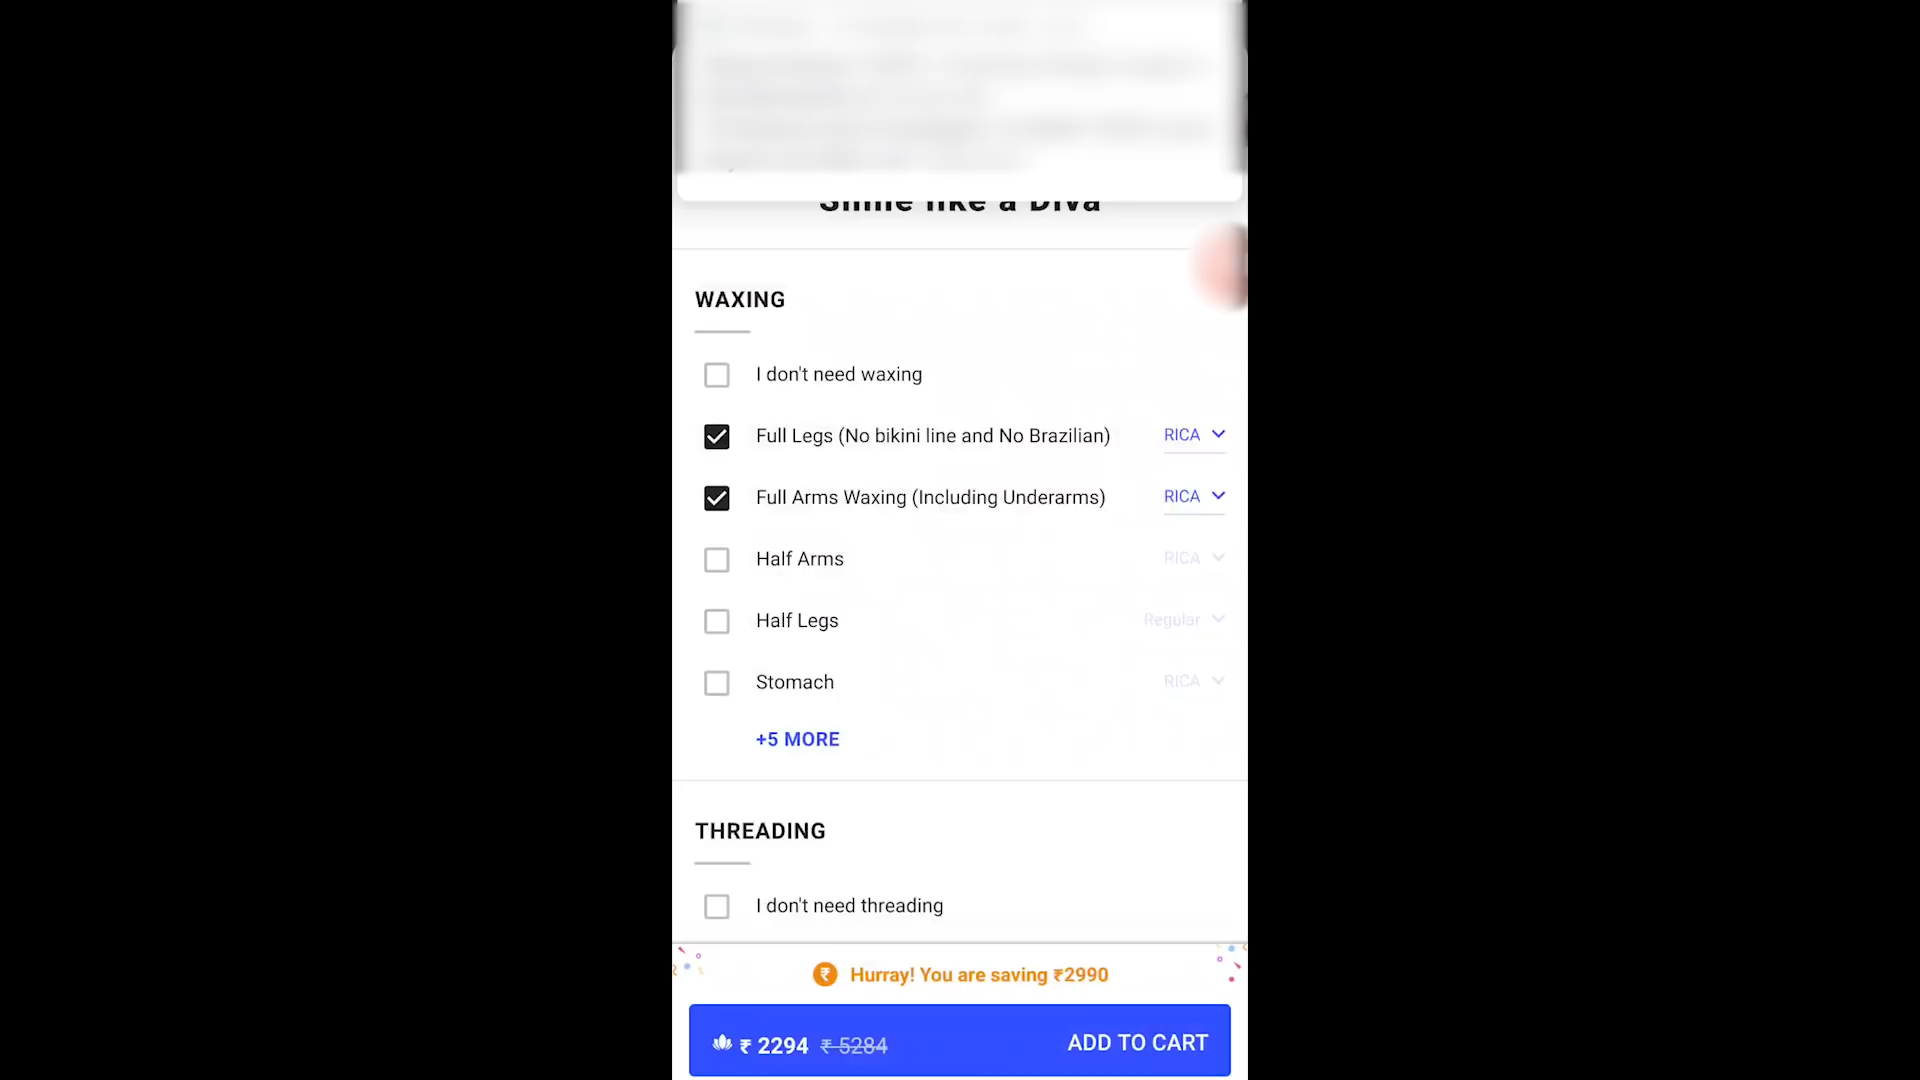 Shine like a Diva
WAXING
I don't need waxing
Full Legs (No bikini line and No Brazilian) RICA
Full Arms Waxing (Including Underarms) RICA
Half Arms RICA
Half Legs Regular
Stomach RICA
+5 MORE
THREADING
I don't need threading
₹ Hurray! You are saving ₹2990
₹ 2294 ₹ 5284 ADD TO CART